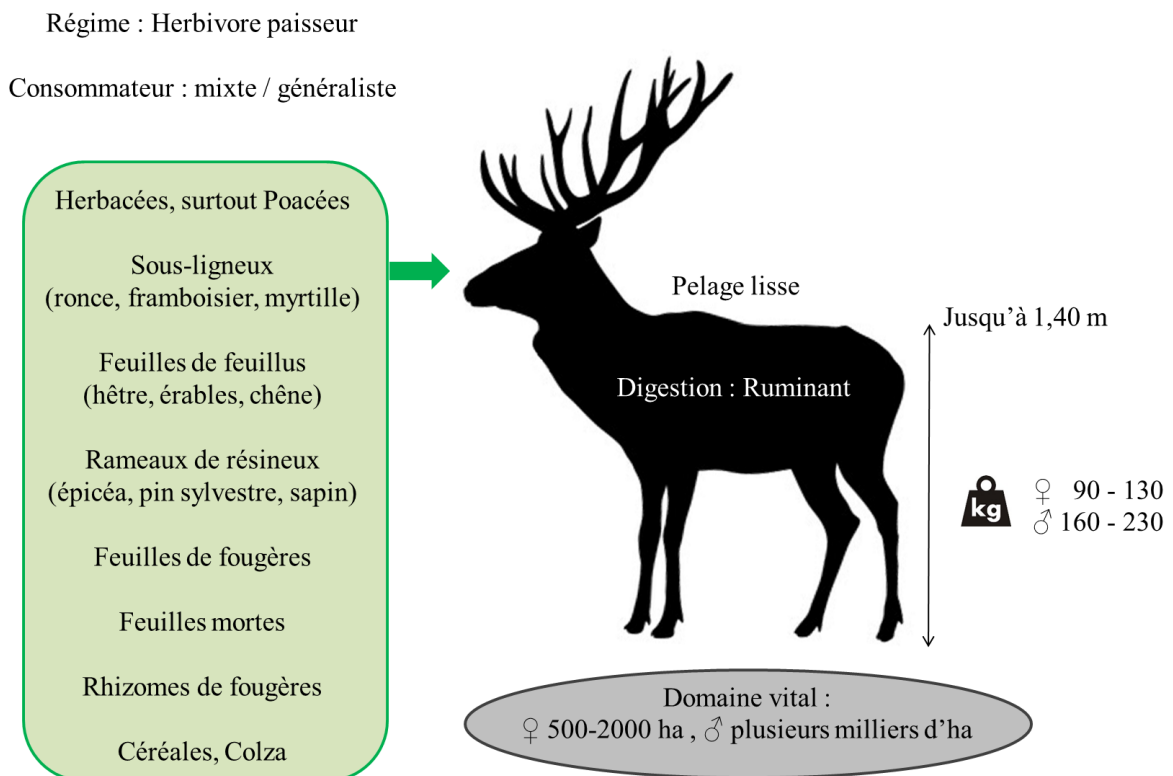 Régime : Herbivore paisseur
Consommateur : mixte / généraliste
Herbacées, surtout Poacées
Sous-ligneux
(ronce, framboisier, myrtille)
Feuilles de feuillus
(hêtre, érables, chêne)
Rameaux de résineux
(épicéa, pin sylvestre, sapin)
Feuilles de fougères
Feuilles mortes
Rhizomes de fougères
Céréales, Colza
Pelage lisse
Jusqu’à 1,40 m
Digestion : Ruminant
kg
♀ 90 - 130
♂ 160 - 230
Domaine vital :
♀ 500-2000 ha , ♂ plusieurs milliers d’ha